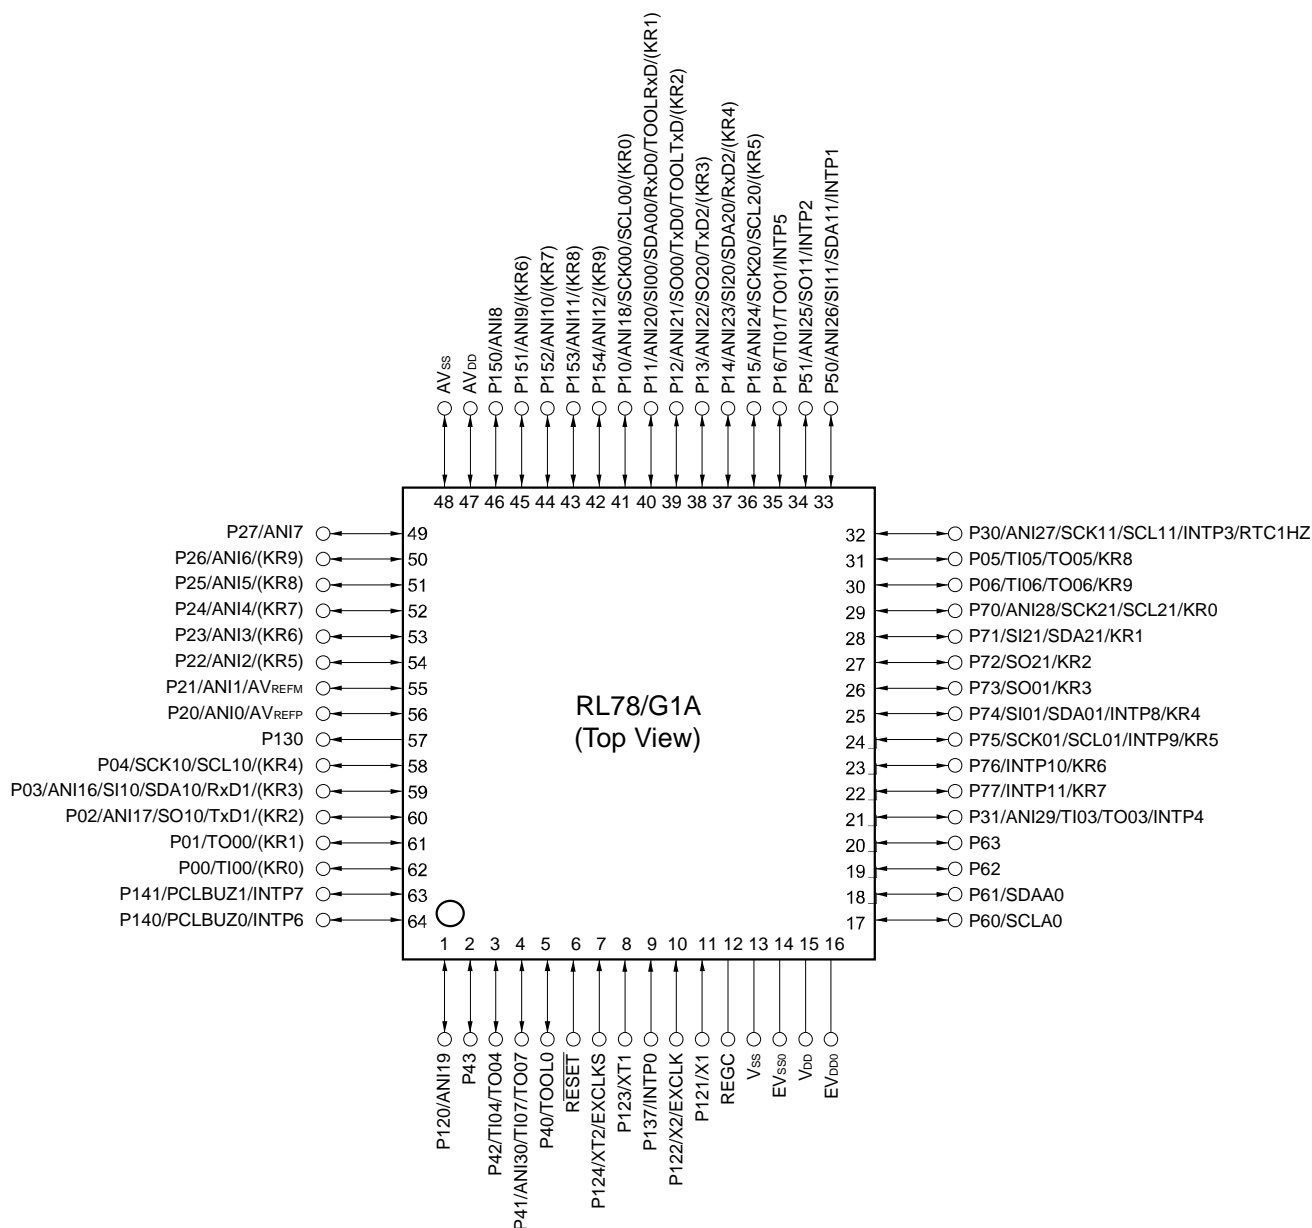 AVSS
AVDD
P150/ANI8
P151/ANI9/(KR6)
P152/ANI10/(KR7)
P153/ANI11/(KR8)
P154/ANI12/(KR9)
P10/ANI18/SCK00/SCL00/(KR0)
P11/ANI20/SI00/SDA00/RxD0/TOOLRxD/(KR1)
P12/ANI21/SO00/TxD0/TOOLTxD/(KR2)
P13/ANI22/SO20/TxD2/(KR3)
P14/ANI23/SI20/SDA20/RxD2/(KR4)
P15/ANI24/SCK20/SCL20/(KR5)
P16/TI01/TO01/INTP5
P51/ANI25/SO11/INTP2
P50/ANI26/SI11/SDA11/INTP1
48 47 46 45 44 43 42 41 40 39 38 37 36 35 34 33
P27/ANI7 49
P26/ANI6/(KR9) 50
P25/ANI5/(KR8) 51
P24/ANI4/(KR7) 52
P23/ANI3/(KR6) 53
P22/ANI2/(KR5) 54
P21/ANI1/AVREFM 55
P20/ANI0/AVREFP 56
P130 57
P04/SCK10/SCL10/(KR4) 58
P03/ANI16/SI10/SDA10/RxD1/(KR3) 59
P02/ANI17/SO10/TxD1/(KR2) 60
P01/TO00/(KR1) 61
P00/TI00/(KR0) 62
P141/PCLBUZ1/INTP7 63
P140/PCLBUZ0/INTP6 64
RL78/G1A
(Top View)
32 P30/ANI27/SCK11/SCL11/INTP3/RTC1HZ
31 P05/TI05/TO05/KR8
30 P06/TI06/TO06/KR9
29 P70/ANI28/SCK21/SCL21/KR0
28 P71/SI21/SDA21/KR1
27 P72/SO21/KR2
26 P73/SO01/KR3
25 P74/SI01/SDA01/INTP8/KR4
24 P75/SCK01/SCL01/INTP9/KR5
23 P76/INTP10/KR6
22 P77/INTP11/KR7
21 P31/ANI29/TI03/TO03/INTP4
20 P63
19 P62
18 P61/SDAA0
17 P60/SCLA0
1 2 3 4 5 6 7 8 9 10 11 12 13 14 15 16
P120/ANI19
P43
P42/TI04/TO04
P41/ANI30/TI07/TO07
P40/TOOL0
RESET
P124/XT2/EXCLKS
P123/XT1
P137/INTP0
P122/X2/EXCLK
P121/X1
REGC
VSS
EVSS0
VDD
EVDD0